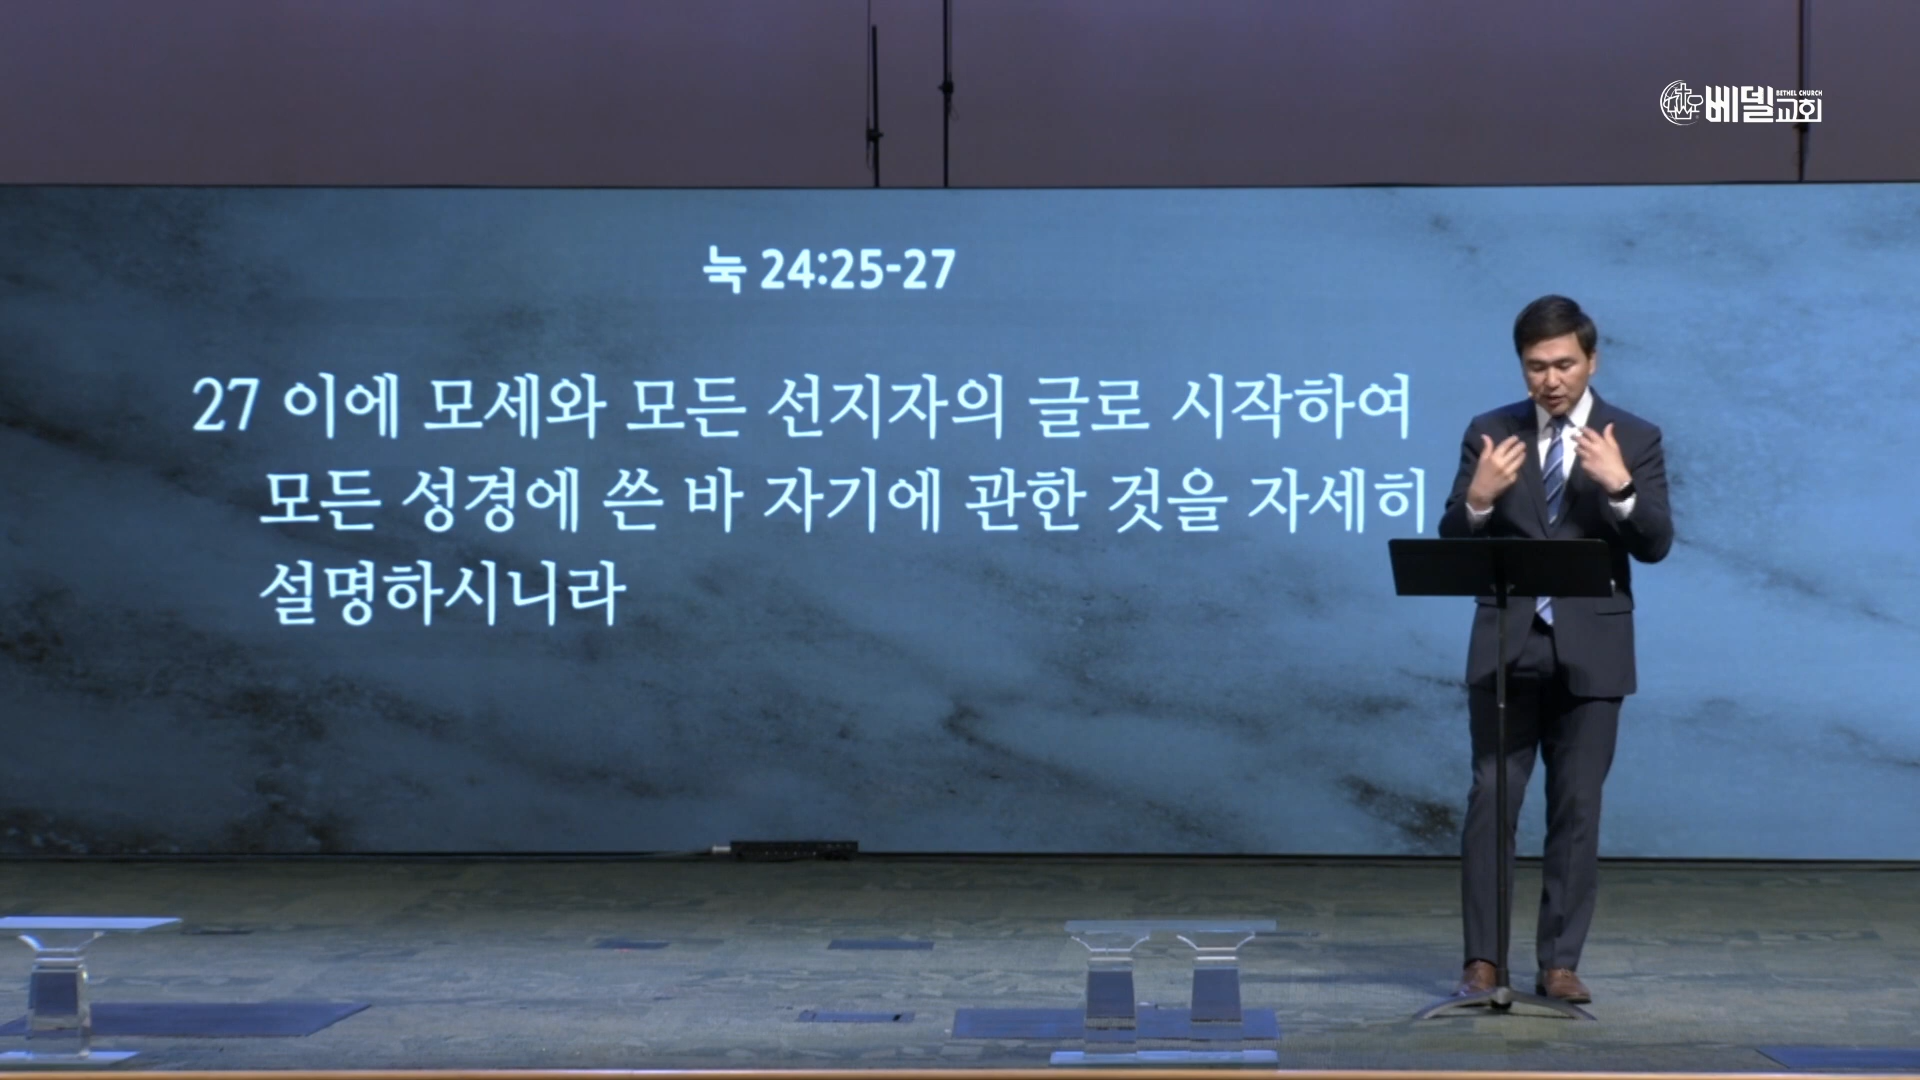 베델교회
BETHEL CHURCH
눅 24:25-27
27 이에 모세와 모든 선지자의 글로 시작하여
모든 성경에 쓴 바 자기에 관한 것을 자세히
설명하시니라